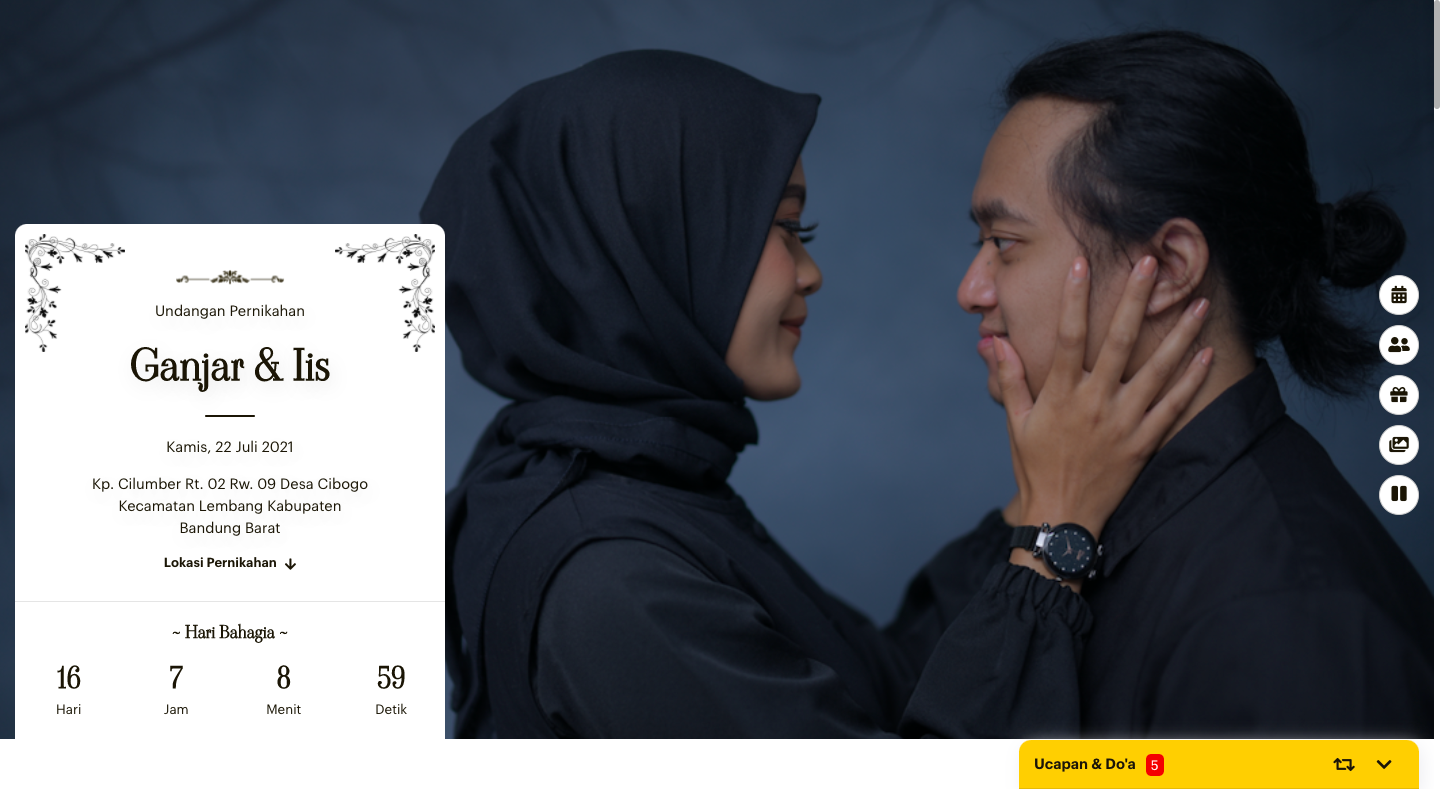 Undangan Pernikahan
Ganjar & Iis
Kamis, 22 Juli 2021
Kp. Cilumber Rt. 02 Rw. 09 Desa Cibogo
Kecamatan Lembang Kabupaten
Bandung Barat
Lokasi Pernikahan
~ Hari Bahagia ~
16 7 8 59
Hari Jam Menit Detik
Ucapan & Do'a 5